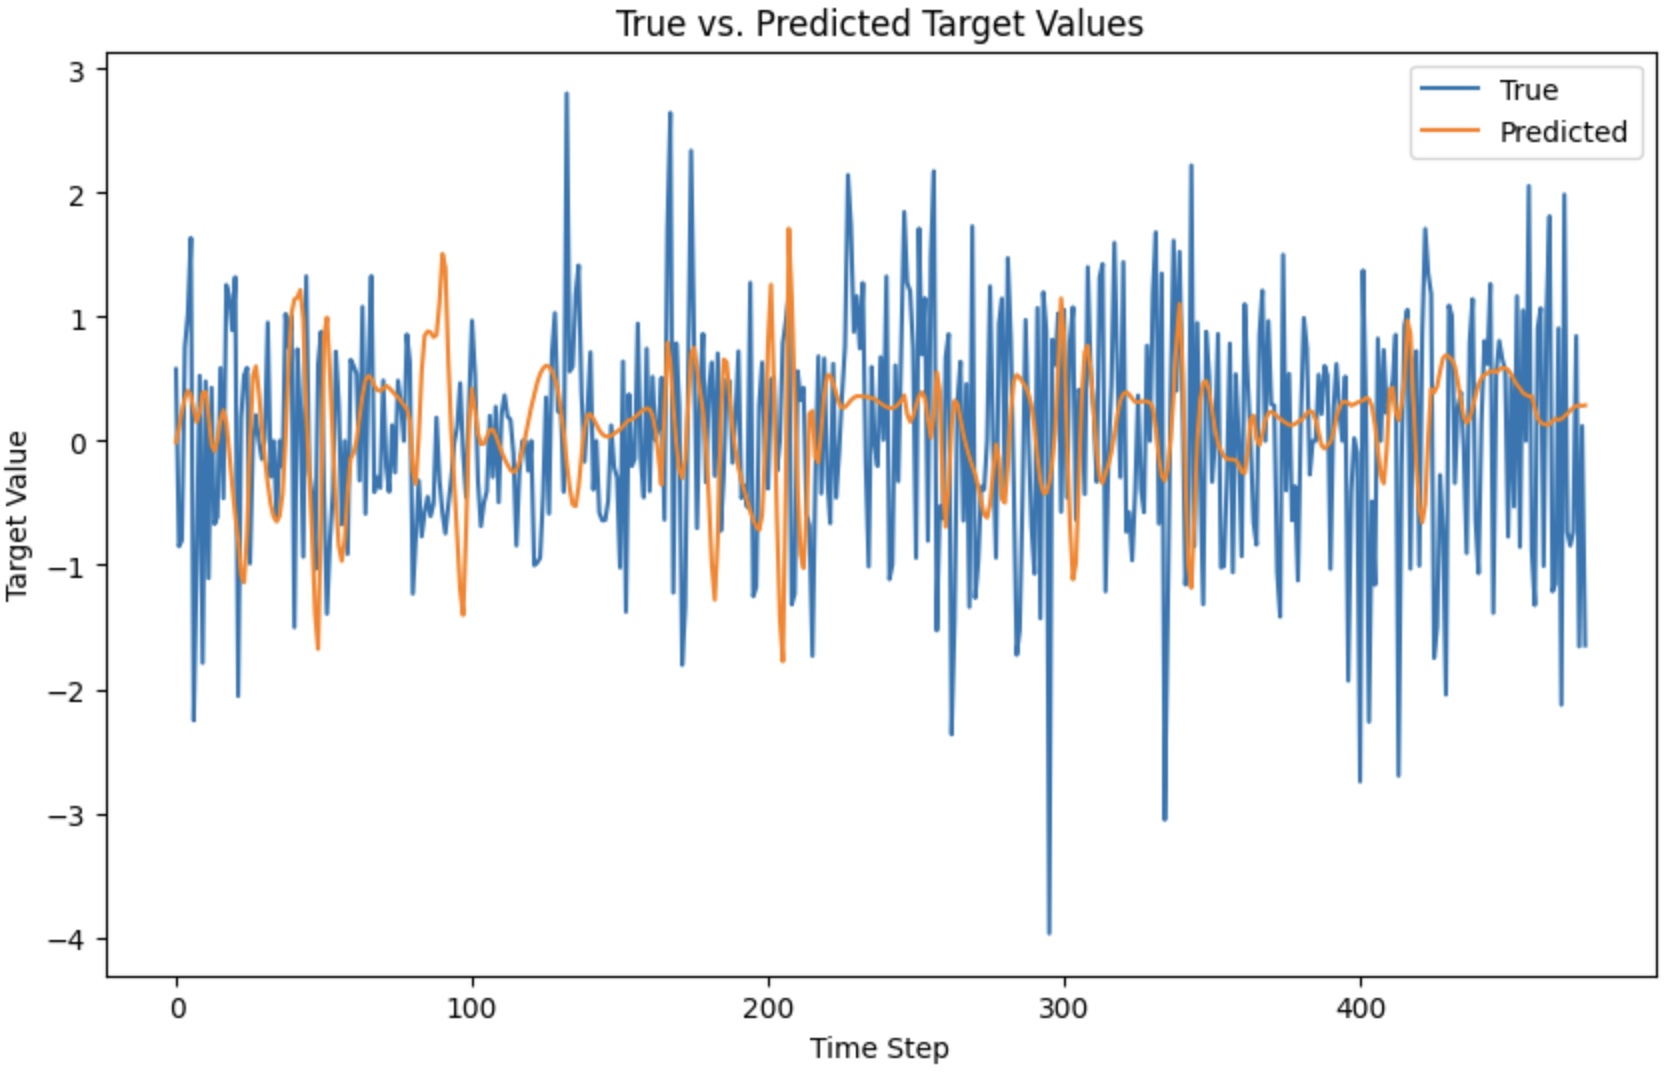 True vs. Predicted Target Values
True
Predicted
3
2
1
0
−1
−2
−3
−4
Target Value
0
100
200
300
400
Time Step